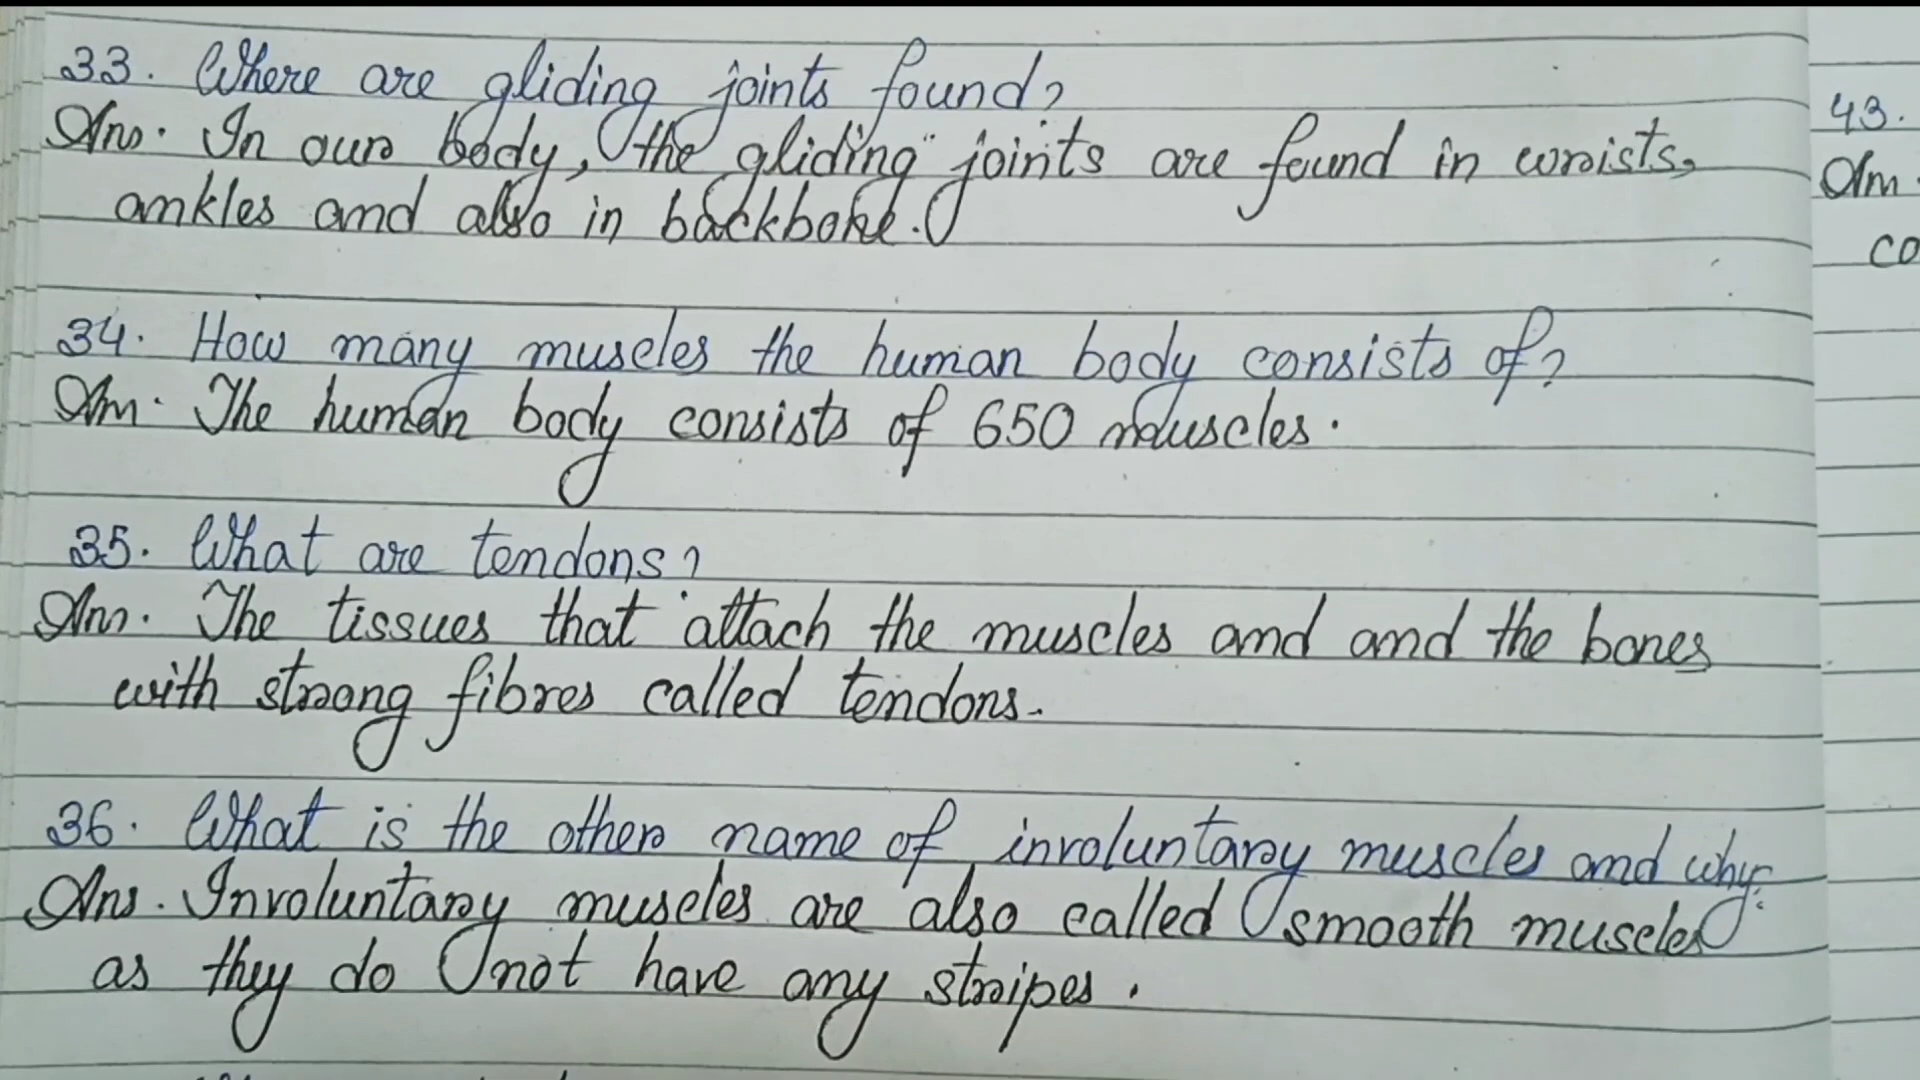 33. Where are gliding joints found?
Ans. In our body, the gliding joints are found in wrists,
ankles and also in backbone.
34. How many muscles the human body consists of?
Ans. The human body consists of 650 muscles.
35. What are tendons?
Ans. The tissues that attach the muscles and and the bones
with strong fibres called tendons.
36. What is the other name of involuntary muscles and why?
Ans. Involuntary muscles are also called smooth muscles
as they do not have any stripes.
43.
Ans.
co